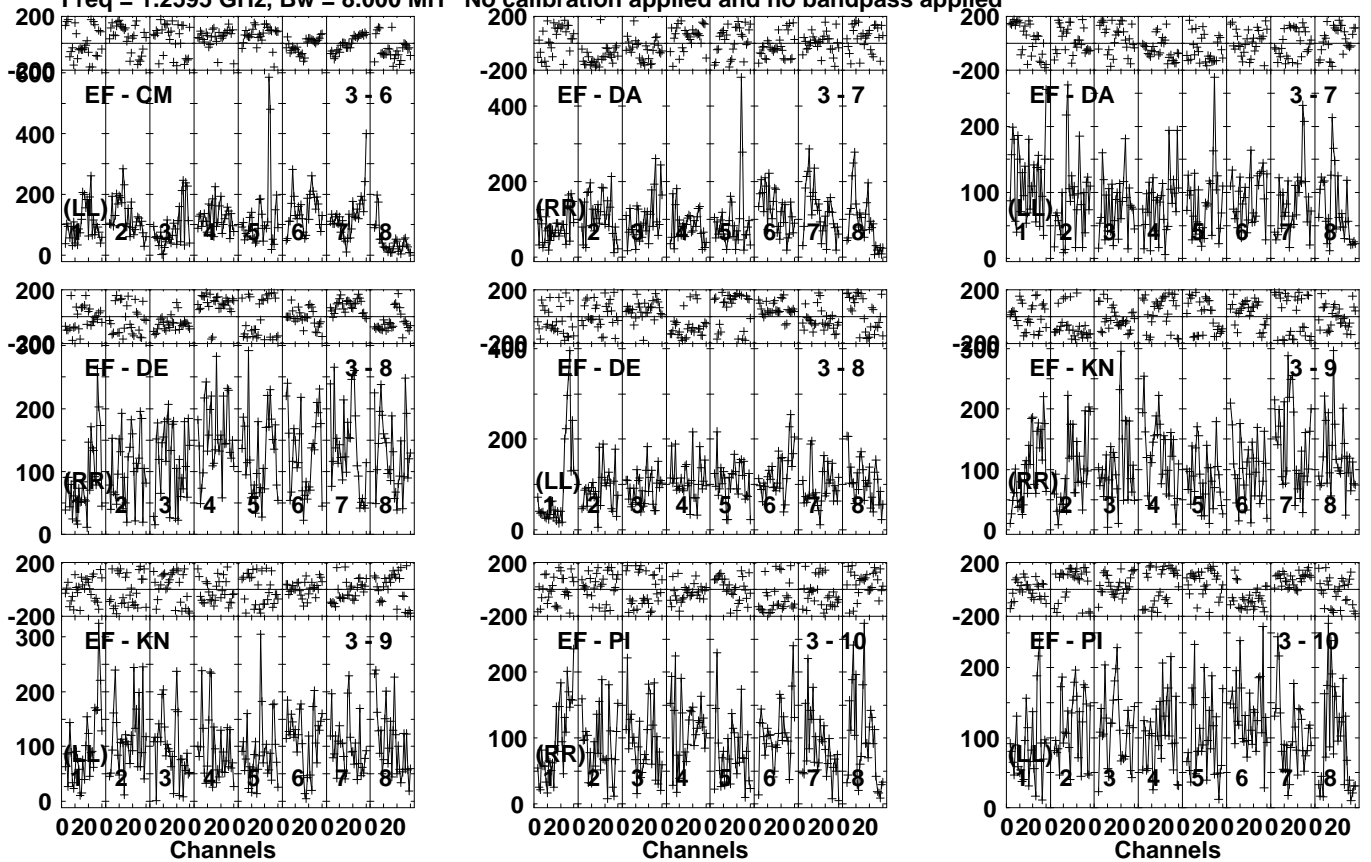 Freq = 1.2595 GHz, Bw = 8.000 MH No calibration applied and no bandpass applied
200 200 200
-200 -200 -200
600
EF - CM 3 - 6 EF - DA 3 - 7 EF - DA 3 - 7
400 400 200
200 200 100
(LL) (RR) (LL)
1 2 3 4 5 6 7 8 1 2 3 4 5 6 7 8 1 2 3 4 5 6 7 8
0 0 0
200 200 200
-200 -200 -200
300 400 300
EF - DE 3 - 8 EF - DE 3 - 8 EF - KN 3 - 9
200 200 200
100 100
(RR) (LL) (RR)
1 2 3 4 5 6 7 8 1 2 3 4 5 6 7 8 1 2 3 4 5 6 7 8
0 0 0
200 200 200
-200 -200 -200
EF - KN 3 - 9 EF - PI 3 - 10 EF - PI 3 - 10
300
200 200 200
100 100 100
(LL) (RR) (LL)
1 2 3 4 5 6 7 8 1 2 3 4 5 6 7 8 1 2 3 4 5 6 7 8
0 0 0
0 20 0 20 0 20 0 20 0 20 0 20 0 20 0 20 0 20 0 20 0 20 0 20 0 20 0 20 0 20 0 20 0 20 0 20 0 20 0 20 0 20 0 20 0 20 0 20
Channels Channels Channels